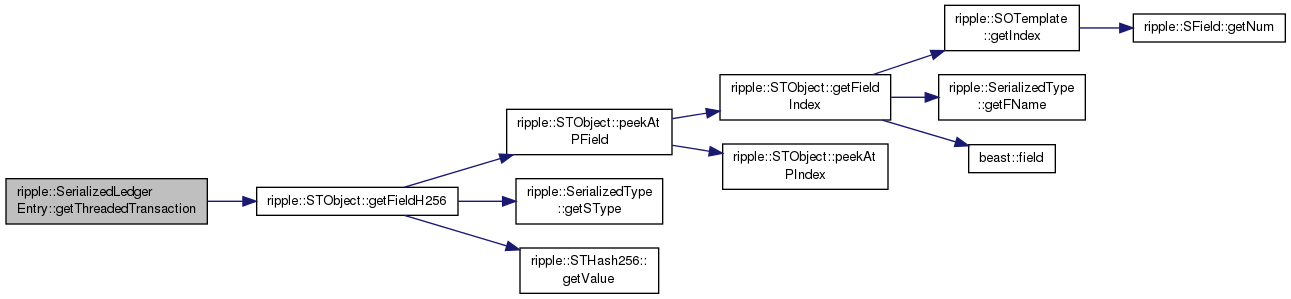 ripple::SerializedLedger
Entry::getThreadedTransaction
ripple::STObject::getFieldH256
ripple::STObject::peekAt
PField
ripple::SerializedType
::getSType
ripple::STHash256::
getValue
ripple::STObject::getField
Index
ripple::STObject::peekAt
PIndex
ripple::SOTemplate
::getIndex
ripple::SerializedType
::getFName
beast::field
ripple::SField::getNum